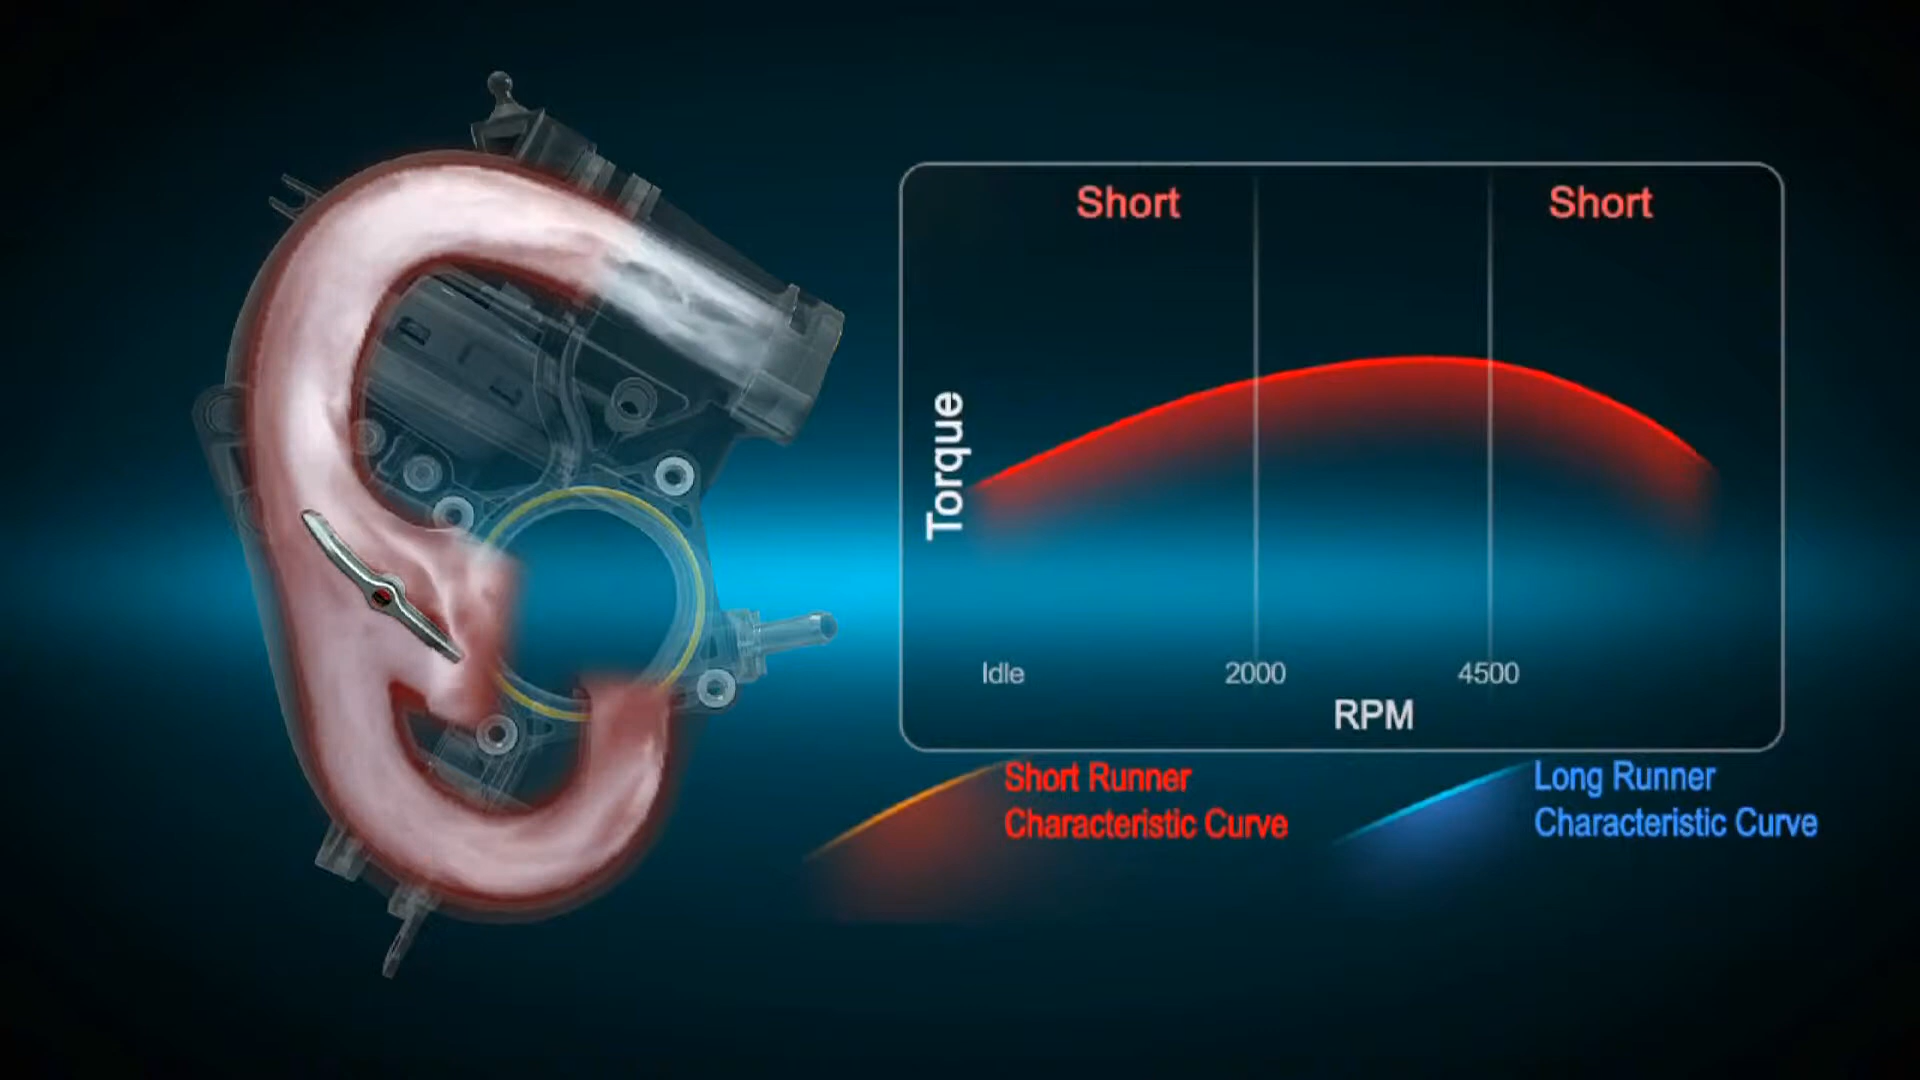 Short
Short
Torque
Idle
2000
4500
RPM
Short Runner
Characteristic Curve
Long Runner
Characteristic Curve